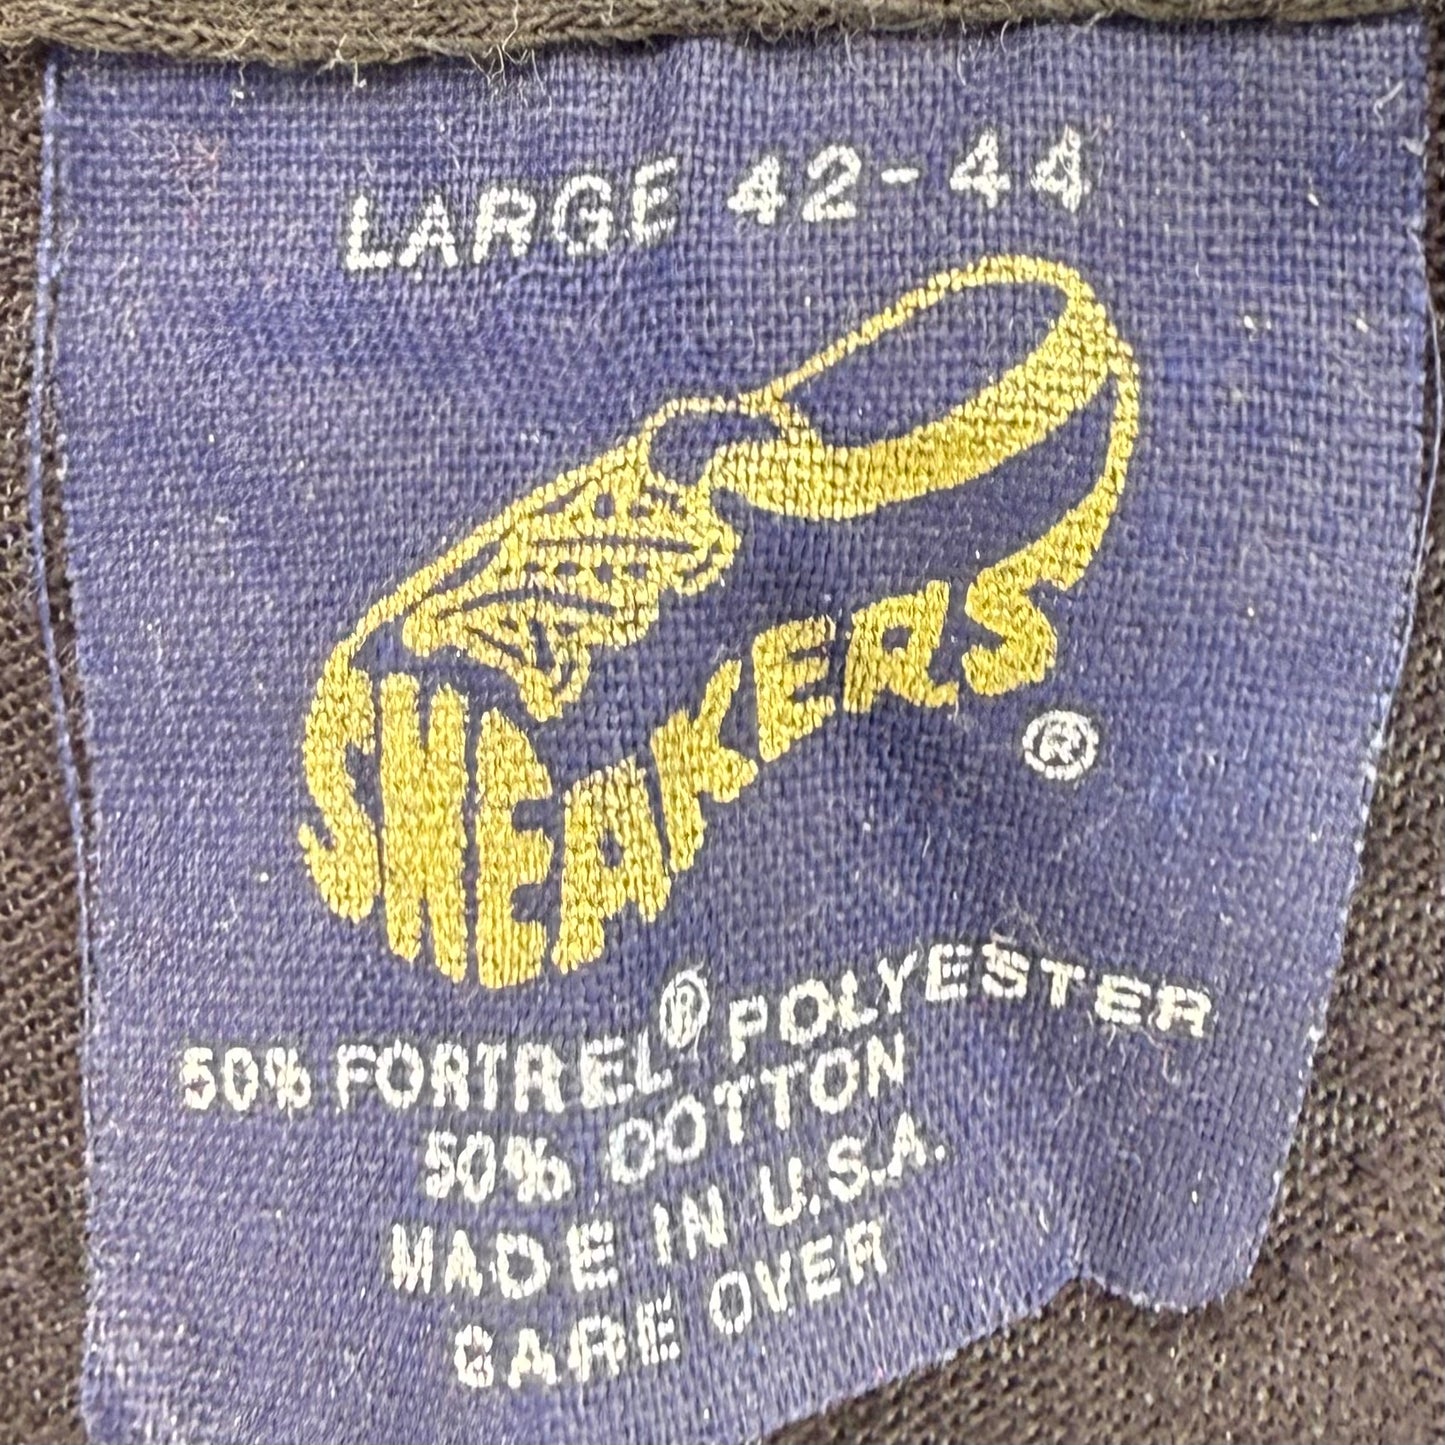 LARGE 42-44
SNEAKERS®
50% FORTREL® POLYESTER
50% COTTON
MADE IN U.S.A.
CARE OVER